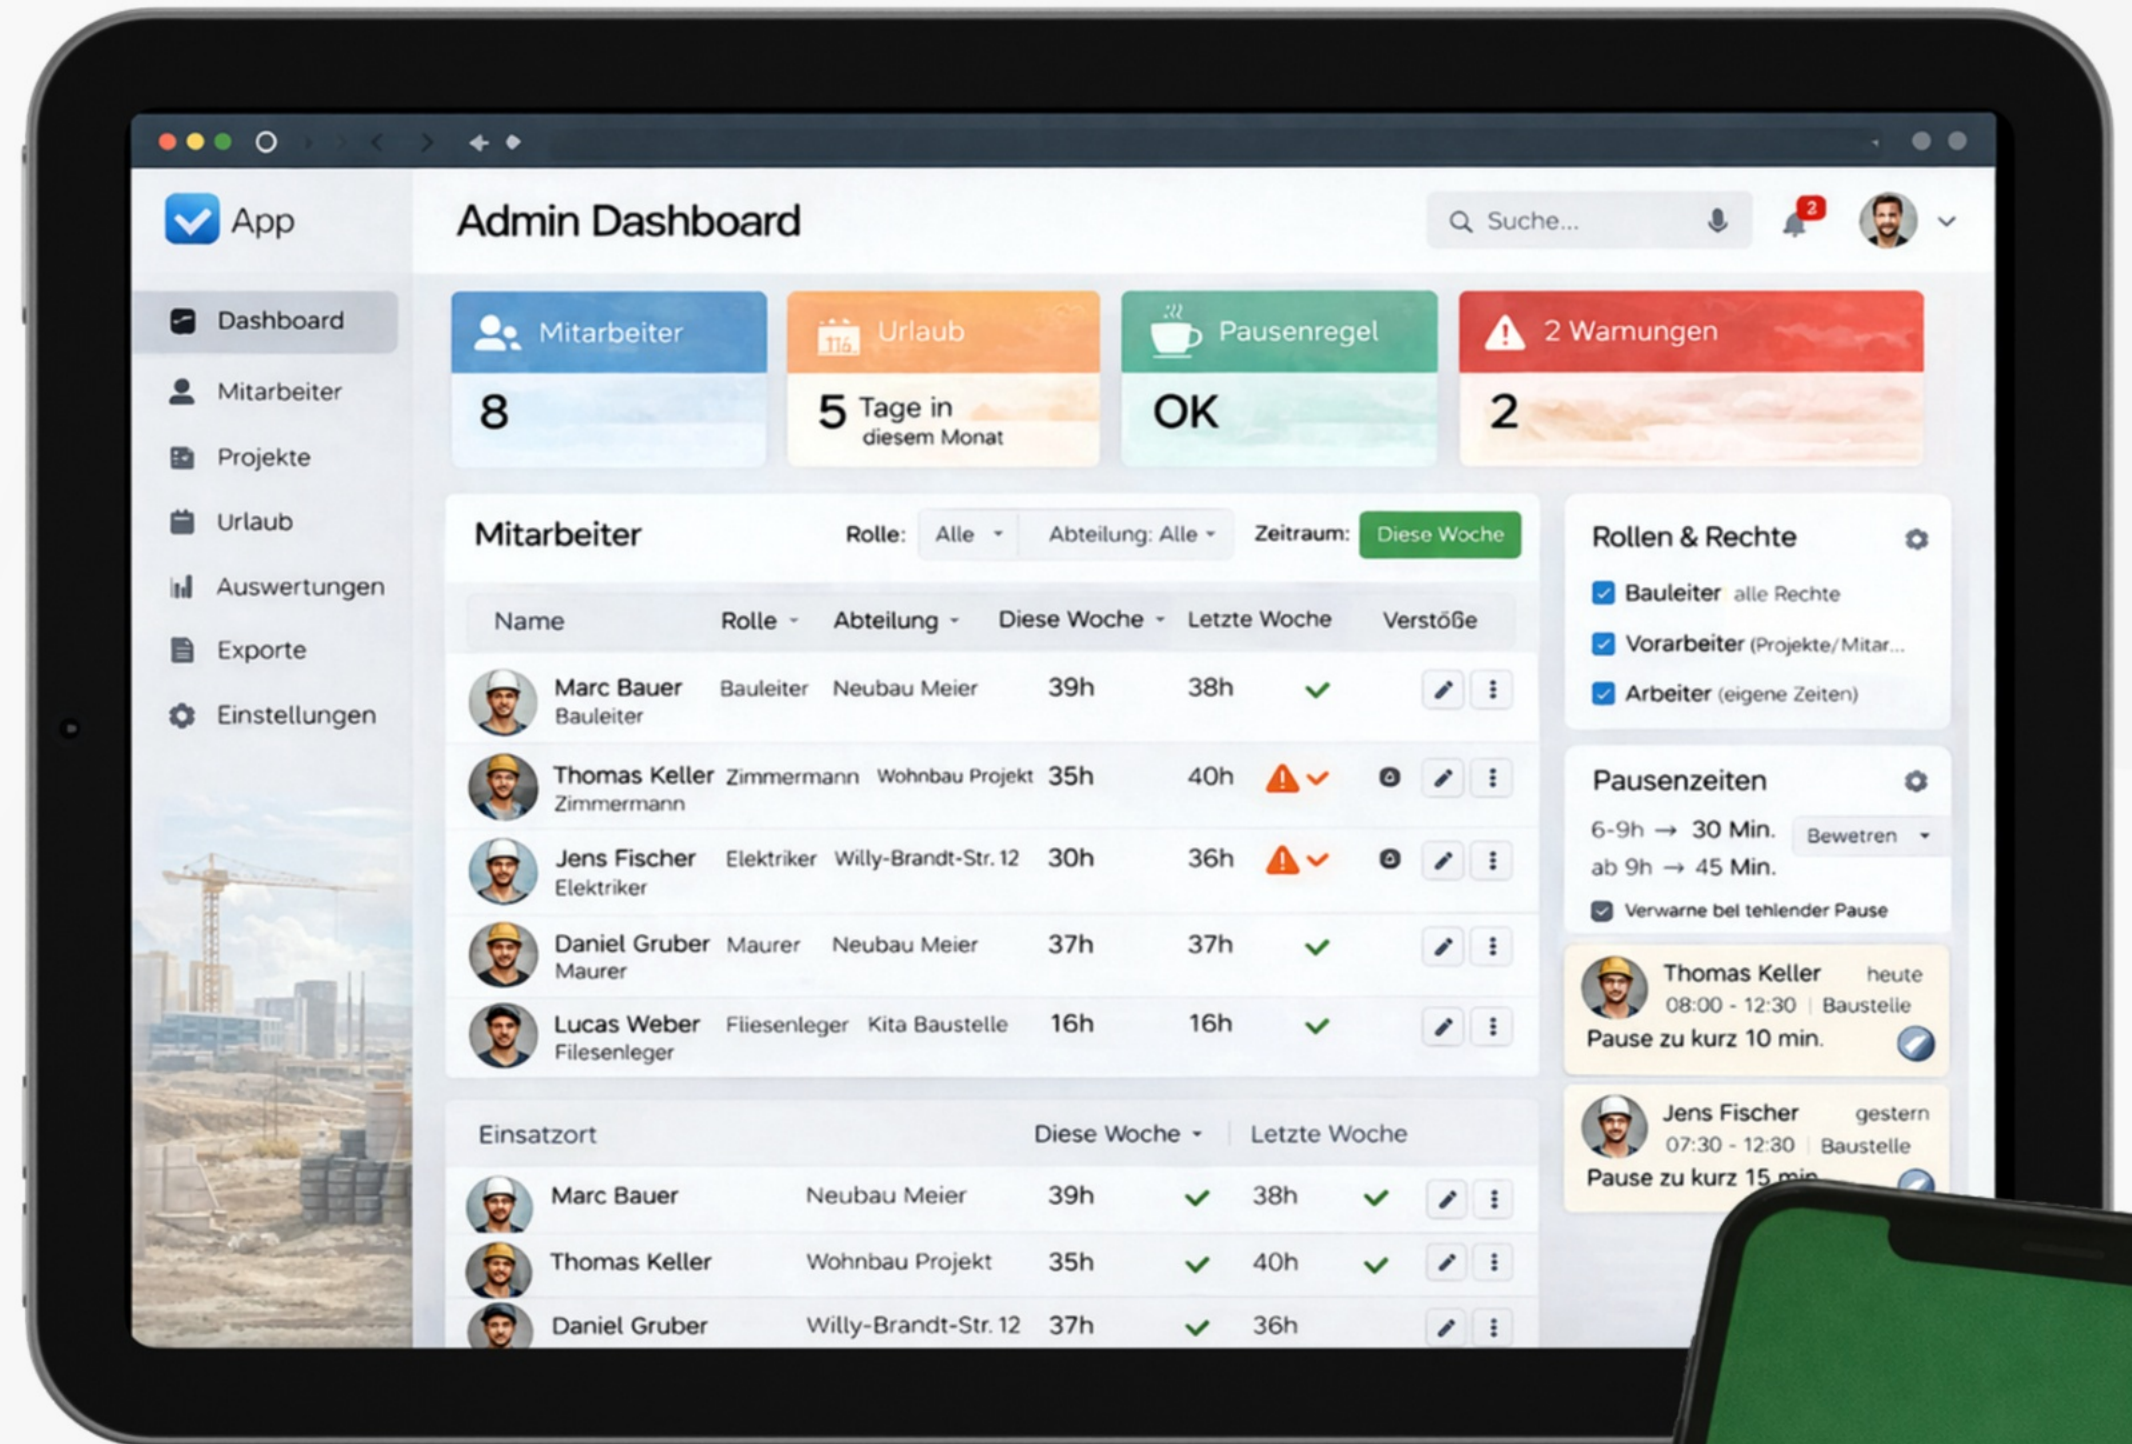 App
Admin Dashboard
Suche...
2
Dashboard
Mitarbeiter
Projekte
Urlaub
Auswertungen
Exporte
Einstellungen
Mitarbeiter
8
116
Urlaub
5 Tage in
diesem Monat
Pausenregel
OK
2 Wamungen
2
Mitarbeiter
Rolle: Alle Abteilung: Alle Zeitraum: Diese Woche
Name Rolle Abteilung Diese Woche Letzte Woche Verstöße
Marc Bauer Bauleiter Neubau Meier 39h 38h
Bauleiter
Thomas Keller Zimmermann Wohnbau Projekt 35h 40h
Zimmermann
Jens Fischer Elektriker Willy-Brandt-Str. 12 30h 36h
Elektriker
Daniel Gruber Maurer Neubau Meier 37h 37h
Maurer
Lucas Weber Fliesenleger Kita Baustelle 16h 16h
Filesenleger
Einsatzort Diese Woche Letzte Woche
Marc Bauer Neubau Meier 39h 38h
Thomas Keller Wohnbau Projekt 35h 40h
Daniel Gruber Willy-Brandt-Str. 12 37h 36h
Rollen & Rechte
Bauleiter alle Rechte
Vorarbeiter (Projekte/Mitar...
Arbeiter (eigene Zeiten)
Pausenzeiten
6-9h → 30 Min. Bewetren
ab 9h → 45 Min.
Verwarne bel tehlender Pause
Thomas Keller heute
08:00 - 12:30 | Baustelle
Pause zu kurz 10 min.
Jens Fischer gestern
07:30 - 12:30 | Baustelle
Pause zu kurz 15 min